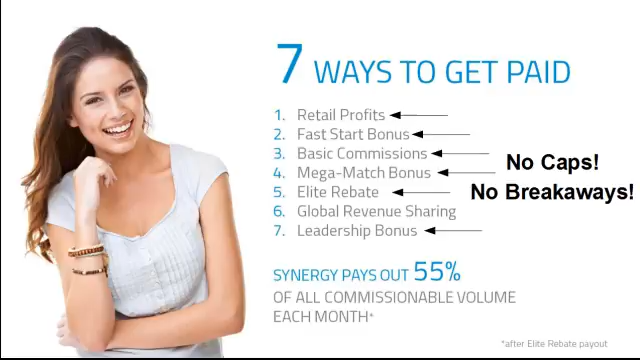 7 WAYS TO GET PAID
1. Retail Profits
2. Fast Start Bonus
3. Basic Commissions
4. Mega-Match Bonus
5. Elite Rebate
6. Global Revenue Sharing
7. Leadership Bonus
No Caps!
No Breakaways!
SYNERGY PAYS OUT 55%
OF ALL COMMISSIONABLE VOLUME
EACH MONTH*
*after Elite Rebate payout